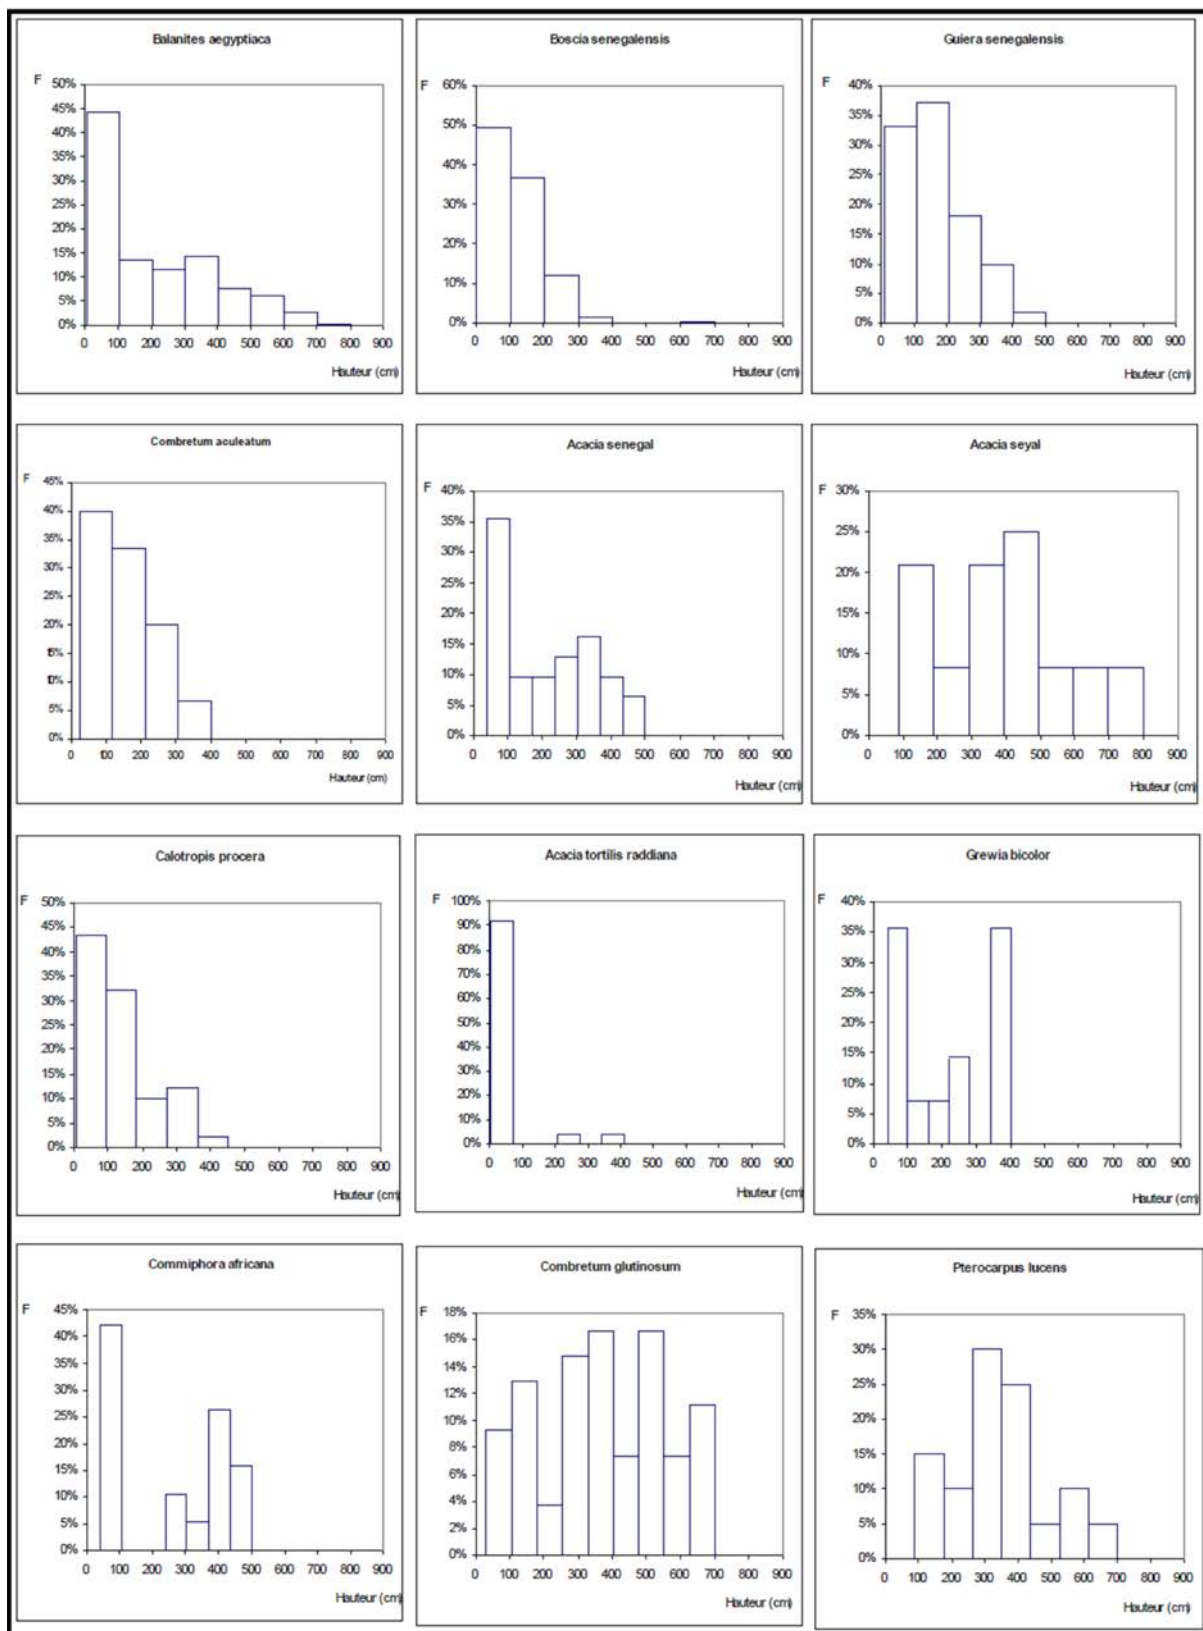 Balanites aegyptiaca
F
50%
45%
40%
35%
30%
25%
20%
15%
10%
5%
0%
0 100 200 300 400 500 600 700 800 900
Hauteur (cm)
Boscia senegalensis
F
60%
50%
40%
30%
20%
10%
0%
0 100 200 300 400 500 600 700 800 900
Hauteur (cm)
Guiera senegalensis
F
40%
35%
30%
25%
20%
15%
10%
5%
0%
0 100 200 300 400 500 600 700 800 900
Hauteur (cm)
Combretum aculeatum
F
45%
40%
35%
30%
25%
20%
15%
10%
5%
0%
0 100 200 300 400 500 600 700 800 900
Hauteur (cm)
Acacia senegal
F
40%
35%
30%
25%
20%
15%
10%
5%
0%
0 100 200 300 400 500 600 700 800 900
Hauteur (cm)
Acacia seyal
F
30%
25%
20%
15%
10%
5%
0%
0 100 200 300 400 500 600 700 800 900
Hauteur (cm)
Calotropis procera
F
50%
45%
40%
35%
30%
25%
20%
15%
10%
5%
0%
0 100 200 300 400 500 600 700 800 900
Hauteur (cm)
Acacia tortilis raddiana
F
100%
90%
80%
70%
60%
50%
40%
30%
20%
10%
0%
0 100 200 300 400 500 600 700 800 900
Hauteur (cm)
Grewia bicolor
F
40%
35%
30%
25%
20%
15%
10%
5%
0%
0 100 200 300 400 500 600 700 800 900
Hauteur (cm)
Commiphora africana
F
45%
40%
35%
30%
25%
20%
15%
10%
5%
0%
0 100 200 300 400 500 600 700 800 900
Hauteur (cm)
Combretum glutinosum
F
18%
16%
14%
12%
10%
8%
6%
4%
2%
0%
0 100 200 300 400 500 600 700 800 900
Hauteur (cm)
Pterocarpus lucens
F
35%
30%
25%
20%
15%
10%
5%
0%
0 100 200 300 400 500 600 700 800 900
Hauteur (cm)